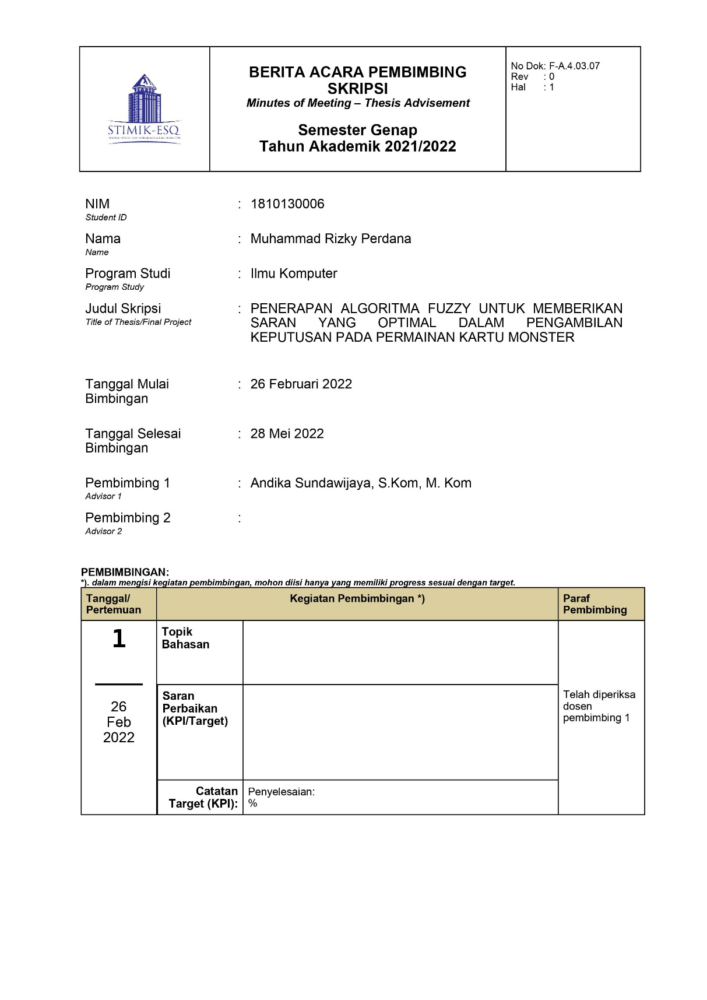 STIMIK-ESQ
BERITA ACARA PEMBIMBING
SKRIPSI
Minutes of Meeting – Thesis Advisement
Semester Genap
Tahun Akademik 2021/2022
No Dok: F-A.4.03.07
Rev : 0
Hal : 1
NIM : 1810130006
Student ID
Nama : Muhammad Rizky Perdana
Name
Program Studi : Ilmu Komputer
Program Study
Judul Skripsi : PENERAPAN ALGORITMA FUZZY UNTUK MEMBERIKAN
Title of Thesis/Final Project SARAN YANG OPTIMAL DALAM PENGAMBILAN
KEPUTUSAN PADA PERMAINAN KARTU MONSTER
Tanggal Mulai : 26 Februari 2022
Bimbingan
Tanggal Selesai : 28 Mei 2022
Bimbingan
Pembimbing 1 : Andika Sundawijaya, S.Kom, M. Kom
Advisor 1
Pembimbing 2 :
Advisor 2
PEMBIMBINGAN:
*). dalam mengisi kegiatan pembimbingan, mohon diisi hanya yang memiliki progress sesuai dengan target.
Tanggal/
Pertemuan
Kegiatan Pembimbingan *)
Paraf
Pembimbing
1
26
Feb
2022
Topik
Bahasan
Saran
Perbaikan
(KPI/Target)
Catatan
Target (KPI):
Penyelesaian:
%
Telah diperiksa
dosen
pembimbing 1